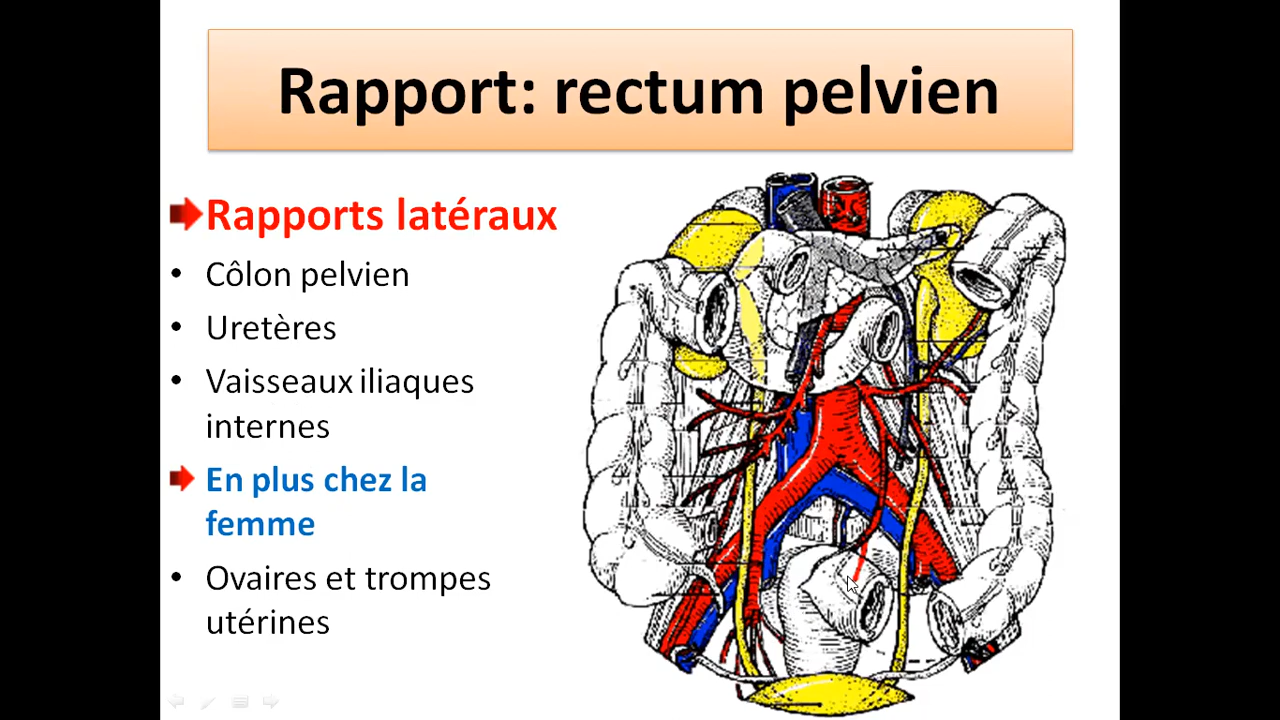 Rapport: rectum pelvien
Rapports latéraux
• Côlon pelvien
• Uretères
• Vaisseaux iliaques
internes
En plus chez la
femme
• Ovaires et trompes
utérines